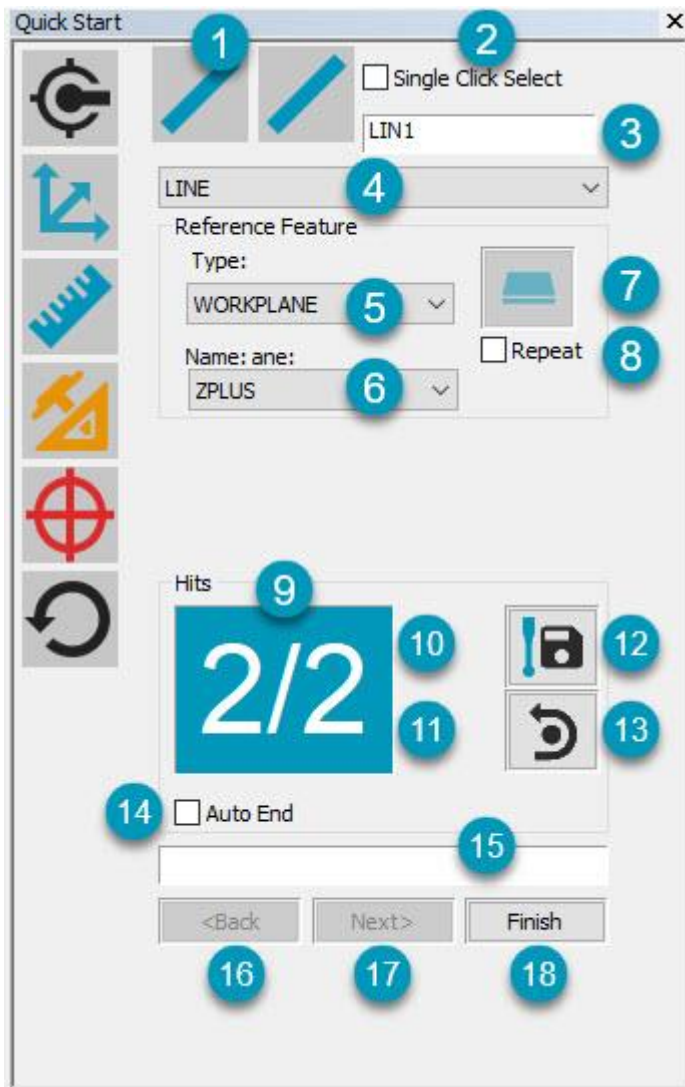 Quick Start
1
2
Single Click Select
LIN1
3
LINE
4
Reference Feature
Type:
WORKPLANE
5
7
Repeat
8
Name: ane:
ZPLUS
6
Hits
9
2/2
10
11
12
13
14
Auto End
15
<Back
Next>
Finish
16
17
18